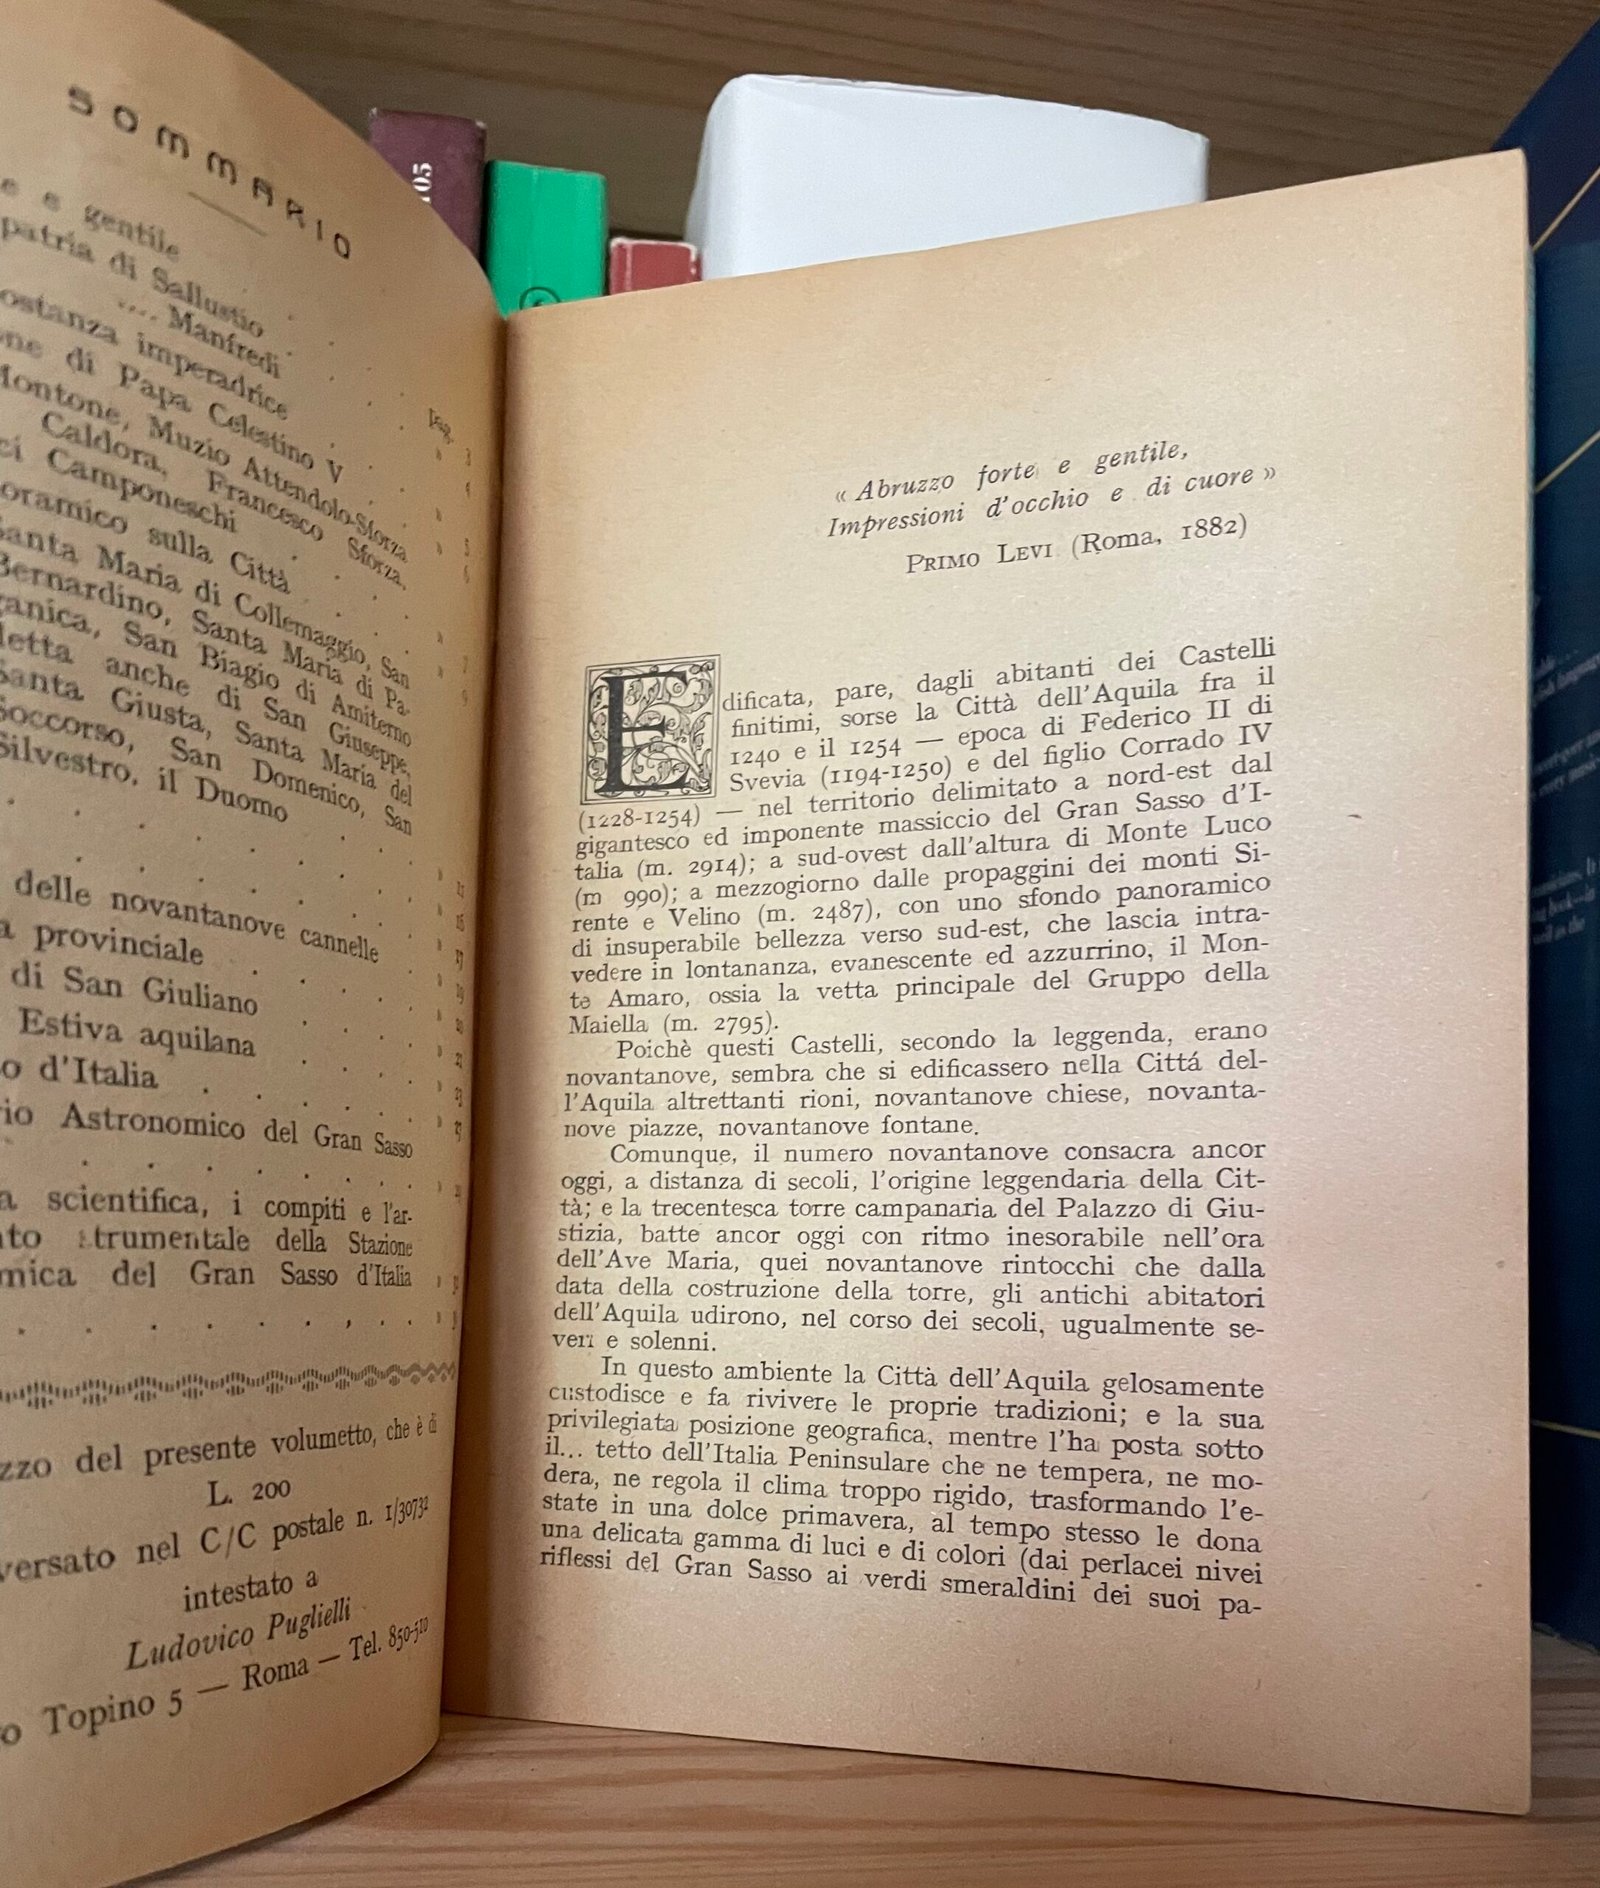 SOMMARIO
e e gentile
patria di Sallustio
.... Manfredi
ostanza imperadrice
one di Papa Celestino V
Montone, Muzio Attendolo-Sforza
Caldora, Francesco Sforza,
ci Camponeschi
oramico sulla Città
Santa Maria di Collemaggio, San
Bernardino, Santa Maria di Pa-
ganica, San Biagio di Amiterno
letta anche di San Giuseppe,
Santa Giusta, Santa Maria del
Soccorso, San Domenico, San
Silvestro, il Duomo
delle novantanove cannelle
a provinciale
di San Giuliano
Estiva aquilana
o d'Italia
rio Astronomico del Gran Sasso
a scientifica, i compiti e l'ar-
to strumentale della Stazione
mica del Gran Sasso d'Italia
pag. 3
zzo del presente volumetto, che è di
L. 200
versato nel C/C postale n. 1/30732
intestato a
Ludovico Puglielli
o Topino 5 — Roma — Tel. 850-510
« Abruzzo forte e gentile,
Impressioni d'occhio e di cuore »
PRIMO LEVI (Roma, 1882)
Edificata, pare, dagli abitanti dei Castelli
finitimi, sorse la Città dell'Aquila fra il
1240 e il 1254 — epoca di Federico II di
Svevia (1194-1250) e del figlio Corrado IV
(1228-1254) — nel territorio delimitato a nord-est dal
gigantesco ed imponente massiccio del Gran Sasso d'I-
talia (m. 2914); a sud-ovest dall'altura di Monte Luco
(m 990); a mezzogiorno dalle propaggini dei monti Si-
rente e Velino (m. 2487), con uno sfondo panoramico
di insuperabile bellezza verso sud-est, che lascia intra-
vedere in lontananza, evanescente ed azzurrino, il Mon-
te Amaro, ossia la vetta principale del Gruppo della
Maiella (m. 2795).
Poichè questi Castelli, secondo la leggenda, erano
novantanove, sembra che si edificassero nella Cittá del-
l'Aquila altrettanti rioni, novantanove chiese, novanta-
nove piazze, novantanove fontane.
Comunque, il numero novantanove consacra ancor
oggi, a distanza di secoli, l'origine leggendaria della Cit-
tà; e la trecentesca torre campanaria del Palazzo di Giu-
stizia, batte ancor oggi con ritmo inesorabile nell'ora
dell'Ave Maria, quei novantanove rintocchi che dalla
data della costruzione della torre, gli antichi abitatori
dell'Aquila udirono, nel corso dei secoli, ugualmente se-
veri e solenni.
In questo ambiente la Città dell'Aquila gelosamente
custodisce e fa rivivere le proprie tradizioni; e la sua
privilegiata posizione geografica, mentre l'ha posta sotto
il... tetto dell'Italia Peninsulare che ne tempera, ne mo-
dera, ne regola il clima troppo rigido, trasformando l'e-
state in una dolce primavera, al tempo stesso le dona
una delicata gamma di luci e di colori (dai perlacei nivei
riflessi del Gran Sasso ai verdi smeraldini dei suoi pa-
105